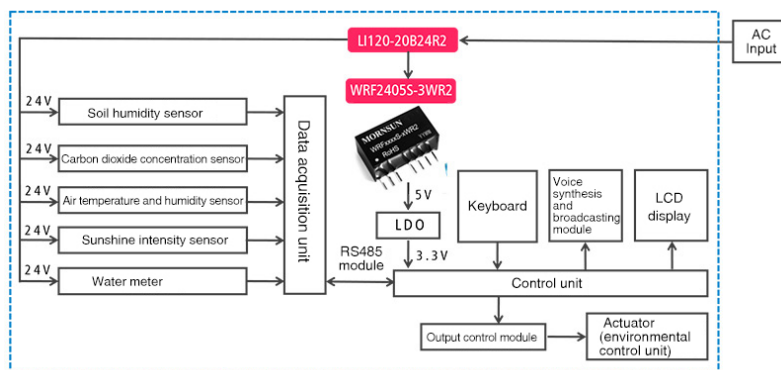 LI120-20B24R2
AC
Input
WRF2405S-3WR2
24V
Soil humidity sensor
24V
Carbon dioxide concentration sensor
24V
Air temperature and humidity sensor
24V
Sunshine intensity sensor
24V
Water meter
Data acquisition unit
MORNSUN
WRFxxxxS-xWR2
RoHS
5V
LDO
3.3V
RS485
module
Keyboard
Voice
synthesis and
broadcasting
module
LCD
display
Control unit
Output control module
Actuator
(environmental
control unit)